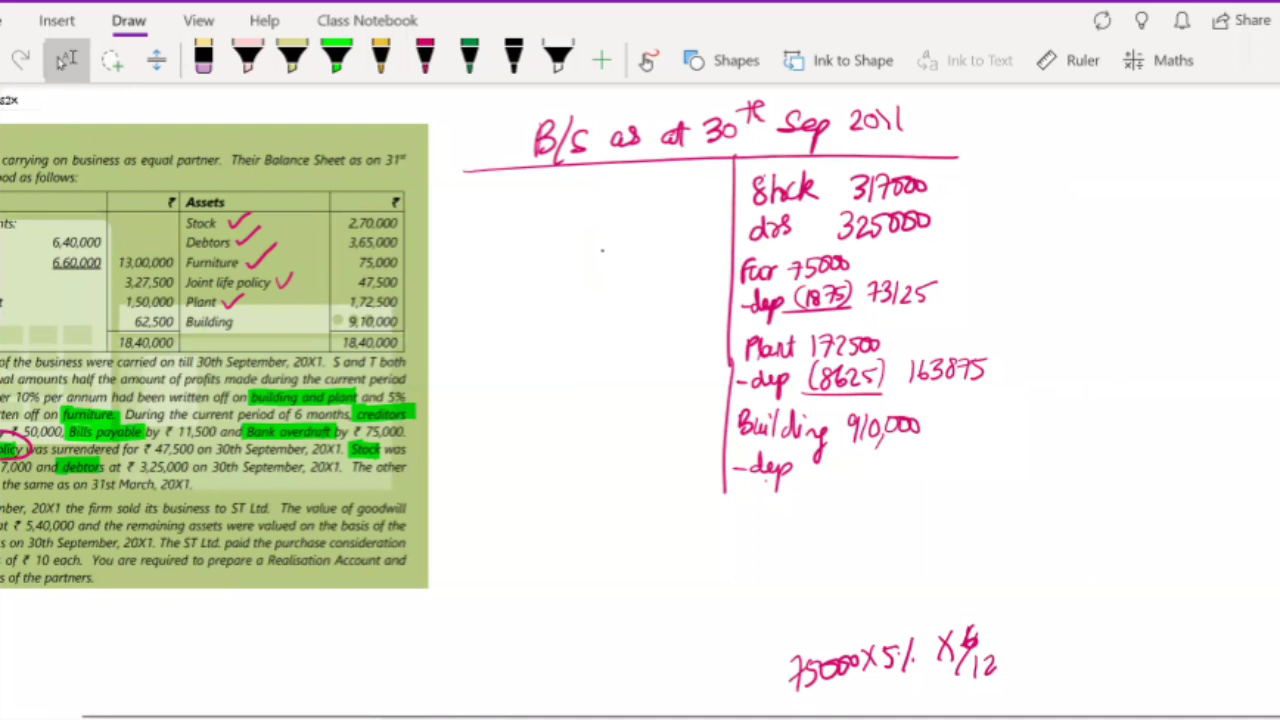 Insert Draw View Help Class Notebook Share
Shapes Ink to Shape Ink to Text Ruler Maths
s2x
carrying on business as equal partner. Their Balance Sheet as on 31st
ood as follows:
₹ Assets ₹
nts: Stock 2,70,000
6,40,000 Debtors 3,65,000
6,60,000 13,00,000 Furniture 75,000
3,27,500 Joint life policy 47,500
t 1,50,000 Plant 1,72,500
62,500 Building 9,10,000
18,40,000 18,40,000
of the business were carried on till 30th September, 20X1. S and T both
ual amounts half the amount of profits made during the current period
er 10% per annum had been written off on building and plant and 5%
tten off on furniture. During the current period of 6 months, creditors
₹ 50,000, Bills payable by ₹ 11,500 and Bank overdraft by ₹ 75,000.
olicy was surrendered for ₹ 47,500 on 30th September, 20X1. Stock was
7,000 and debtors at ₹ 3,25,000 on 30th September, 20X1. The other
the same as on 31st March, 20X1.
mber, 20X1 the firm sold its business to ST Ltd. The value of goodwill
at ₹ 5,40,000 and the remaining assets were valued on the basis of the
s on 30th September, 20X1. The ST Ltd. paid the purchase consideration
s of ₹ 10 each. You are required to prepare a Realisation Account and
s of the partners.
B/S as at 30th Sep 20X1
Stock 317000
drs 325000
Fur 75000
-dep (1875) 73125
Plant 172500
-dep (8625) 163875
Building 910,000
-dep
75000 X 5% X 6/12